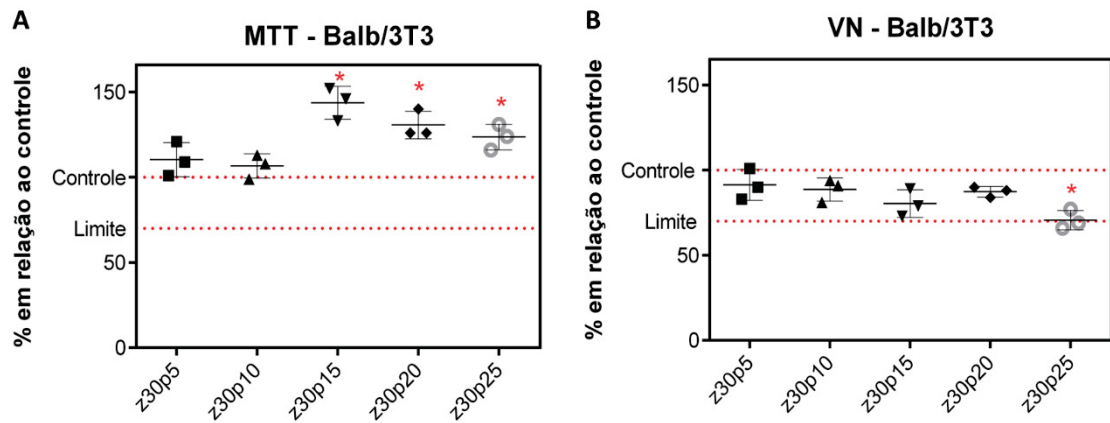 A
MTT - Balb/3T3
% em relação ao controle
150
*
*
*
Controle
Limite
50
0
z30p5
z30p10
z30p15
z30p20
z30p25
B
VN - Balb/3T3
% em relação ao controle
150
Controle
*
Limite
50
0
z30p5
z30p10
z30p15
z30p20
z30p25